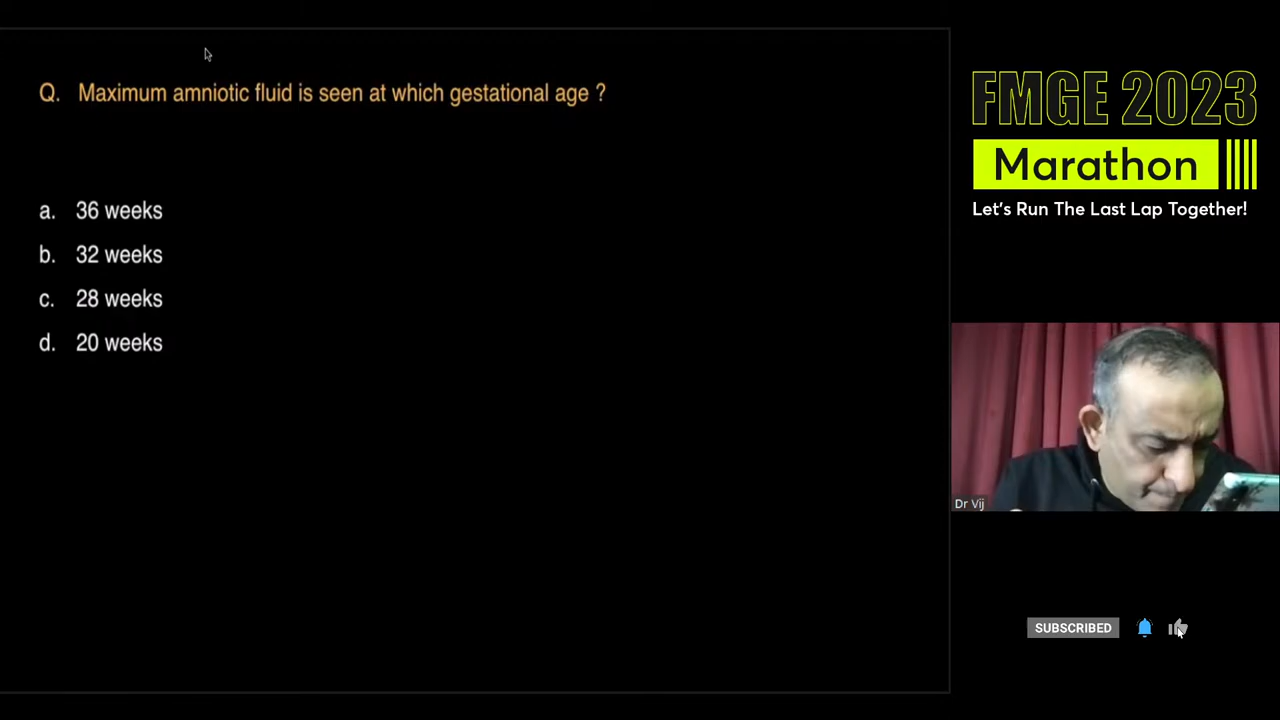 Q. Maximum amniotic fluid is seen at which gestational age ?
a. 36 weeks
b. 32 weeks
c. 28 weeks
d. 20 weeks
FMGE 2023
Marathon
Let's Run The Last Lap Together!
Dr Vij
SUBSCRIBED